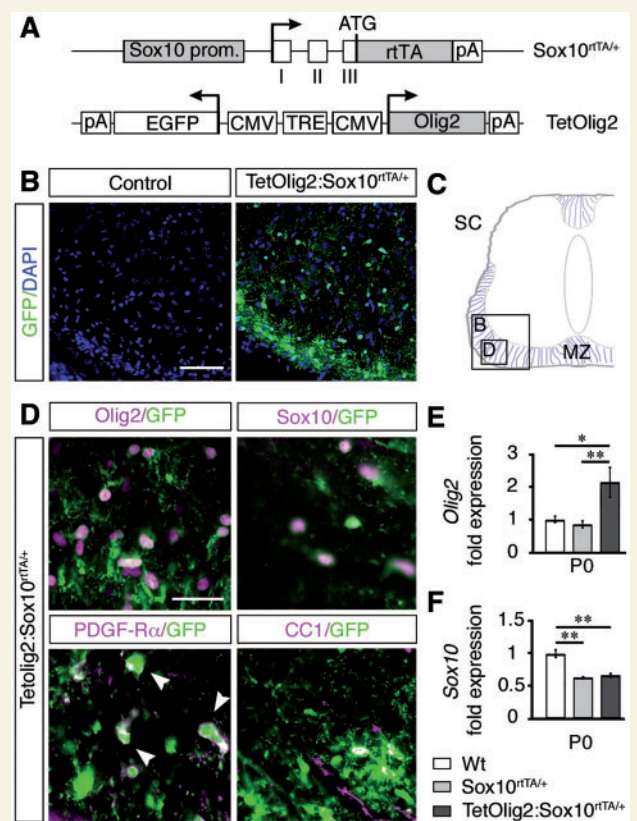 A
ATG
Sox10 prom.
I
II
III
rtTA
pA
Sox10rtTA/+
pA
EGFP
CMV
TRE
CMV
Olig2
pA
TetOlig2
B
Control
TetOlig2:Sox10rtTA/+
GFP/DAPI
C
SC
B
D
MZ
D
Tetolig2:Sox10rtTA/+
Olig2/GFP
Sox10/GFP
PDGF-Rα/GFP
CC1/GFP
E
Olig2
fold expression
3
2
1
0
*
**
P0
F
Sox10
fold expression
1.5
1
0.5
0
**
**
P0
Wt
Sox10rtTA/+
TetOlig2:Sox10rtTA/+